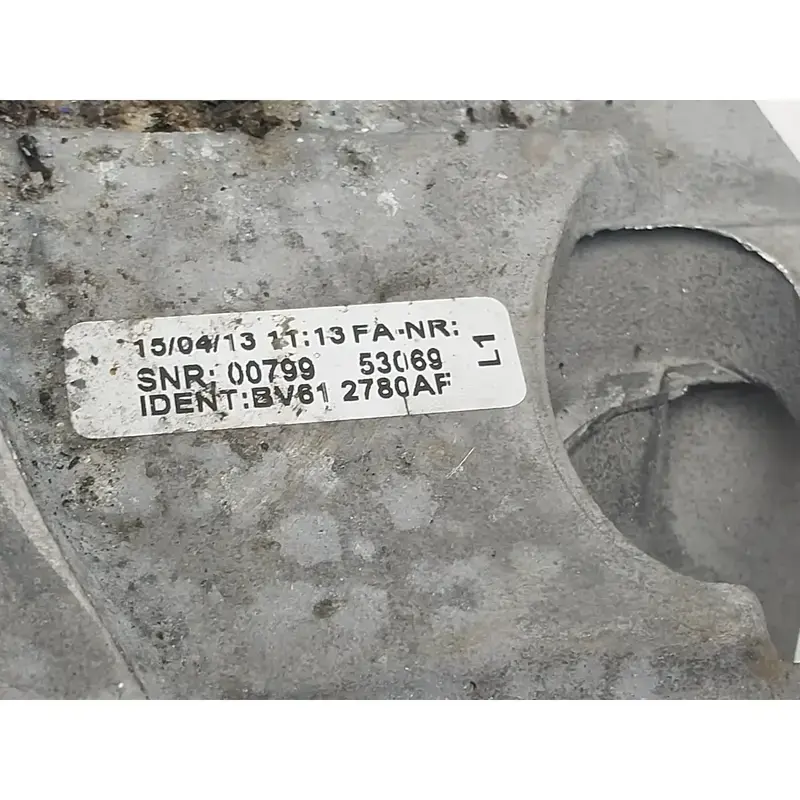 15/04/13 11:13 FA-NR:
SNR: 00799 53069
IDENT:BV61 2780AF
L1